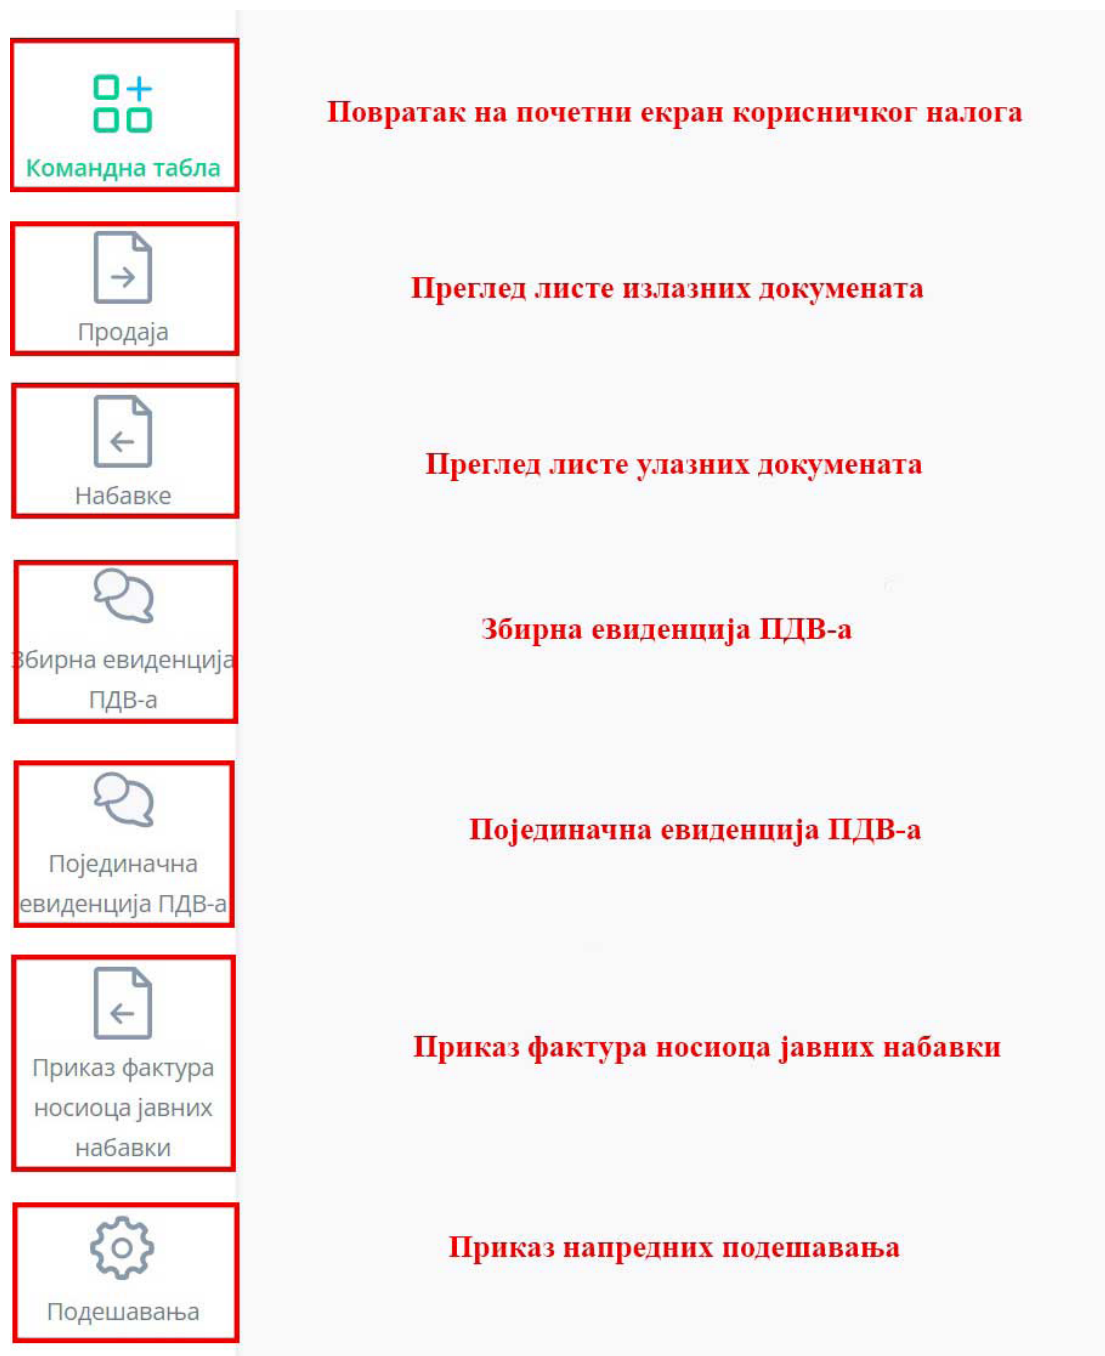 Командна табла
Повратак на почетни екран корисничког налога
Продаја
Преглед листе излазних докумената
Набавке
Преглед листе улазних докумената
Збирна евиденција
ПДВ-а
Збирна евиденција ПДВ-а
Појединачна
евиденција ПДВ-а
Појединачна евиденција ПДВ-а
Приказ фактура
носиоца јавних
набавки
Приказ фактура носиоца јавних набавки
Подешавања
Приказ напредних подешавања